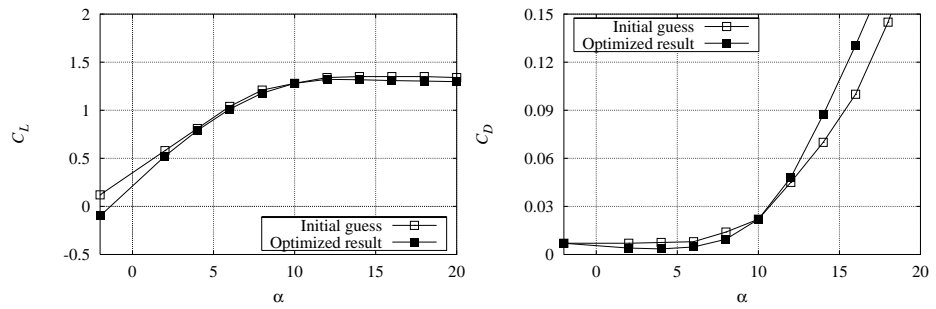 2
1.5
1
0.5
0
-0.5
C_L
0 5 10 15 20
α
Initial guess
Optimized result
0.15
0.12
0.09
0.06
0.03
0
C_D
0 5 10 15 20
α
Initial guess
Optimized result